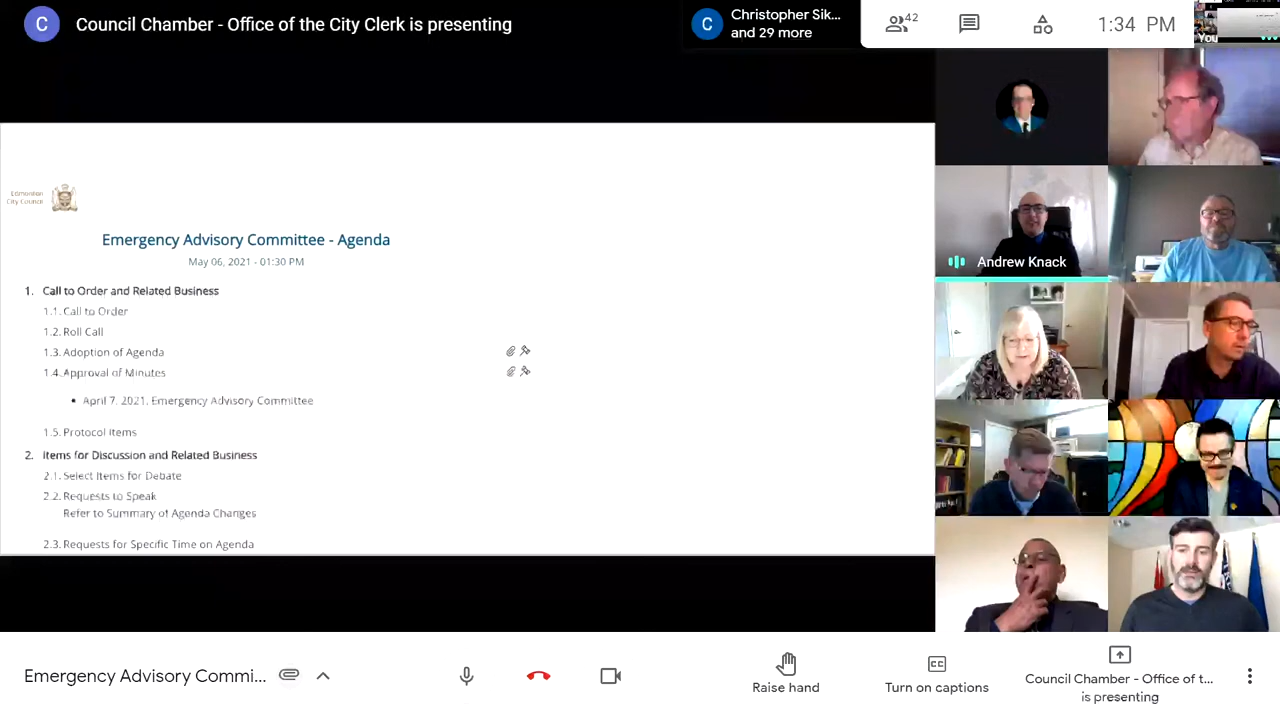 C
Council Chamber - Office of the City Clerk is presenting
C
Christopher Sik...
and 29 more
42
1:34 PM
You
Edmonton
City Council
Emergency Advisory Committee - Agenda
May 06, 2021 - 01:30 PM
1. Call to Order and Related Business
1.1. Call to Order
1.2. Roll Call
1.3. Adoption of Agenda
1.4. Approval of Minutes
• April 7, 2021, Emergency Advisory Committee
1.5. Protocol Items
2. Items for Discussion and Related Business
2.1. Select Items for Debate
2.2. Requests to Speak
Refer to Summary of Agenda Changes
2.3. Requests for Specific Time on Agenda
Andrew Knack
Emergency Advisory Commi...
Raise hand
CC
Turn on captions
Council Chamber - Office of t...
is presenting